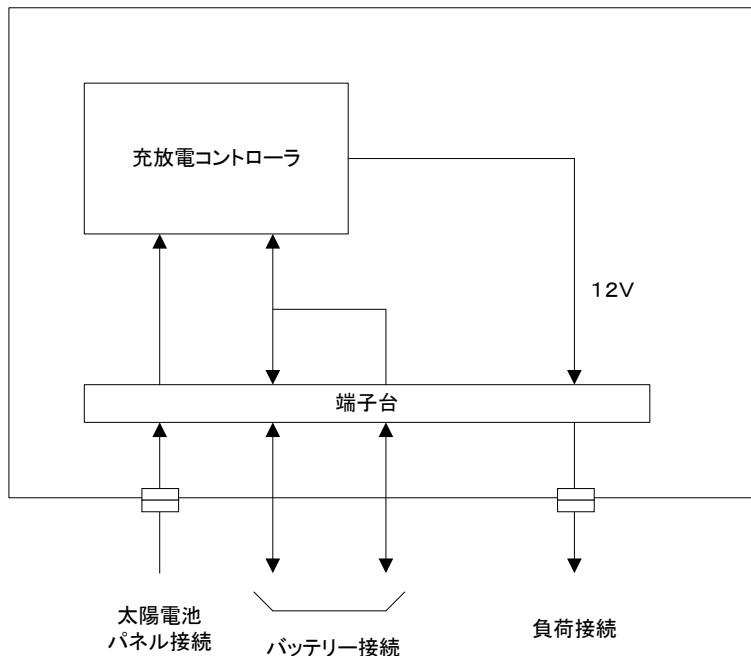 充放電コントローラ
12V
端子台
太陽電池
パネル接続
バッテリー接続
負荷接続